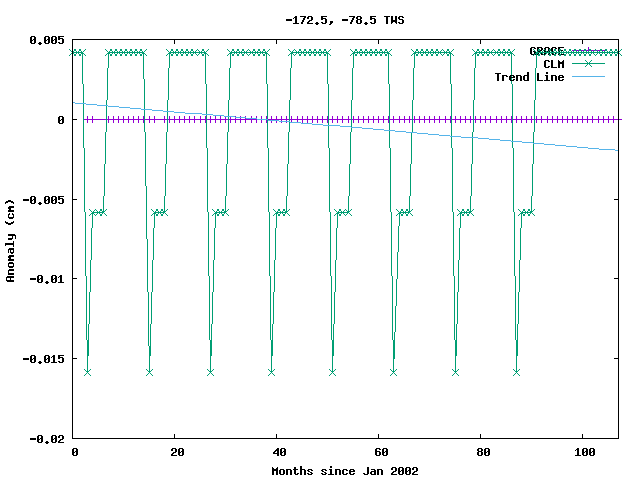 -172.5, -78.5 TWS
0.005
0
-0.005
-0.01
-0.015
-0.02
Anomaly (cm)
GRACE
CLM
Trend Line
0 20 40 60 80 100
Months since Jan 2002